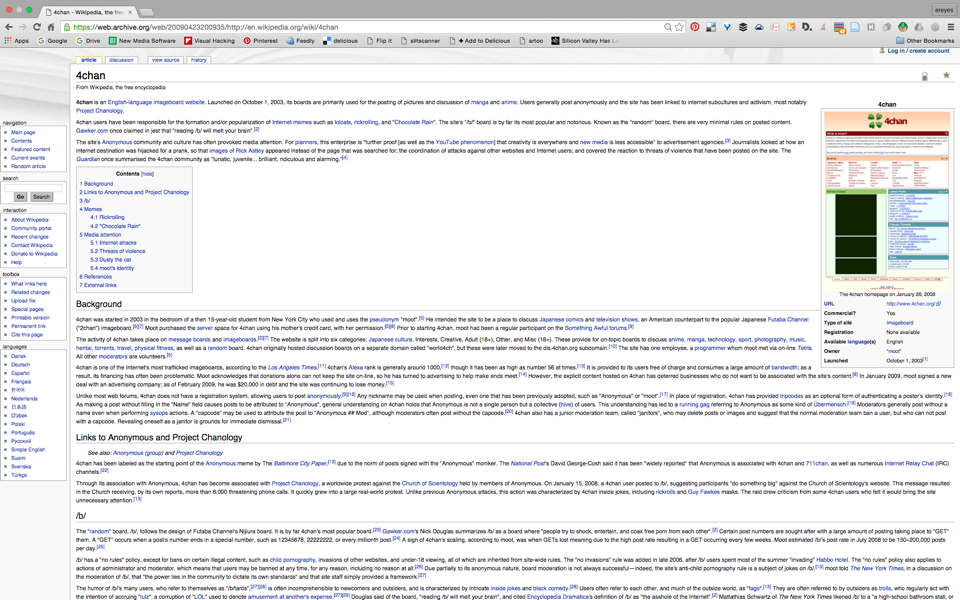 4chan - Wikipedia, the free
ereyes
https://web.archive.org/web/20090423200935/http://en.wikipedia.org/wiki/4chan
Apps Google Drive New Media Software Visual Hacking Pinterest Feedly delicious Flip it slitscanner + Add to Delicious artoo Silicon Valley Has L Other Bookmarks
Log in / create account
article discussion view source history
4chan
From Wikipedia, the free encyclopedia
4chan is an English-language imageboard website. Launched on October 1, 2003, its boards are primarily used for the posting of pictures and discussion of manga and anime. Users generally post anonymously and the site has been linked to internet subcultures and activism, most notably
Project Chanology.
4chan users have been responsible for the formation and/or popularization of Internet memes such as lolcats, rickrolling, and "Chocolate Rain". The site's "/b/" board is by far its most popular and notorious. Known as the "random" board, there are very minimal rules on posted content.
Gawker.com once claimed in jest that "reading /b/ will melt your brain".[2]
The site's Anonymous community and culture has often provoked media attention. For planners, this enterprise is "further proof [as well as the YouTube phenomenon] that creativity is everywhere and new media is less accessible" to advertisement agencies.[3] Journalists looked at how an
internet destination was hijacked for a prank, so that images of Rick Astley appeared instead of the page that was searched for; the coordination of attacks against other websites and Internet users; and covered the reaction to threats of violence that have been posted on the site. The
Guardian once summarised the 4chan community as "lunatic, juvenile... brilliant, ridiculous and alarming."[4]
Contents [hide]
1 Background
2 Links to Anonymous and Project Chanology
3 /b/
4 Memes
4.1 Rickrolling
4.2 "Chocolate Rain"
5 Media attention
5.1 Internet attacks
5.2 Threats of violence
5.3 Dusty the cat
5.4 moot's identity
6 References
7 External links
4chan
4chan
The 4chan homepage on January 26, 2009
URL http://www.4chan.org/
Commercial? Yes
Type of site Imageboard
Registration None available
Available language(s) English
Owner "moot"
Launched October 1, 2003[1]
navigation
Main page
Contents
Featured content
Current events
Random article
search
Go Search
interaction
About Wikipedia
Community portal
Recent changes
Contact Wikipedia
Donate to Wikipedia
Help
toolbox
What links here
Related changes
Upload file
Special pages
Printable version
Permanent link
Cite this page
languages
Dansk
Deutsch
Español
Français
한국어
Nederlands
日本語
O'zbek
Polski
Português
Русский
Simple English
Suomi
Svenska
Türkçe
Background
4chan was started in 2003 in the bedroom of a then 15-year-old student from New York City who used and uses the pseudonym "moot".[5] He intended the site to be a place to discuss Japanese comics and television shows, an American counterpart to the popular Japanese Futaba Channel
("2chan") imageboard.[6][7] Moot purchased the server space for 4chan using his mother's credit card, with her permission.[5][8] Prior to starting 4chan, moot had been a regular participant on the Something Awful forums.[9]
The activity of 4chan takes place on message boards and imageboards.[2][7] The website is split into six categories: Japanese culture, Interests, Creative, Adult (18+), Other, and Misc (18+). These provide for on-topic boards to discuss anime, manga, technology, sport, photography, music,
hentai, torrents, travel, physical fitness, as well as a random board. 4chan originally hosted discussion boards on a separate domain called "world4ch", but these were later moved to the dis.4chan.org subdomain.[10] The site has one employee, a programmer whom moot met via on-line Tetris.
All other moderators are volunteers.[5]
4chan is one of the Internet's most trafficked imageboards, according to the Los Angeles Times.[11] 4chan's Alexa rank is generally around 1000,[12] though it has been as high as number 56 at times.[13] It is provided to its users free of charge and consumes a large amount of bandwidth; as a
result, its financing has often been problematic. Moot acknowledges that donations alone cannot keep the site on-line, so he has turned to advertising to help make ends meet.[14] However, the explicit content hosted on 4chan has deterred businesses who do not want to be associated with the site's content.[8] In January 2009, moot signed a new
deal with an advertising company; as of February 2009, he was $20,000 in debt and the site was continuing to lose money.[15]
Unlike most web forums, 4chan does not have a registration system, allowing users to post anonymously.[9][16] Any nickname may be used when posting, even one that has been previously adopted, such as "Anonymous" or "moot".[17] In place of registration, 4chan has provided tripcodes as an optional form of authenticating a poster's identity.[18]
As making a post without filling in the "Name" field causes posts to be attributed to "Anonymous", general understanding on 4chan holds that Anonymous is not a single person but a collective (hive) of users. This understanding has led to a running gag referring to Anonymous as some kind of Übermensch.[19] Moderators generally post without a
name even when performing sysops actions. A "capcode" may be used to attribute the post to "Anonymous ## Mod", although moderators often post without the capcode.[20] 4chan also has a junior moderation team, called "janitors", who may delete posts or images and suggest that the normal moderation team ban a user, but who can not post
with a capcode. Revealing oneself as a janitor is grounds for immediate dismissal.[21]
Links to Anonymous and Project Chanology
See also: Anonymous (group) and Project Chanology
4chan has been labeled as the starting point of the Anonymous meme by The Baltimore City Paper,[13] due to the norm of posts signed with the "Anonymous" moniker. The National Post's David George-Cosh said it has been "widely reported" that Anonymous is associated with 4chan and 711chan, as well as numerous Internet Relay Chat (IRC)
channels.[22]
Through its association with Anonymous, 4chan has become associated with Project Chanology, a worldwide protest against the Church of Scientology held by members of Anonymous. On January 15, 2008, a 4chan user posted to /b/, suggesting participants "do something big" against the Church of Scientology's website. This message resulted
in the Church receiving, by its own reports, more than 6,000 threatening phone calls. It quickly grew into a large real-world protest. Unlike previous Anonymous attacks, this action was characterized by 4chan inside jokes, including rickrolls and Guy Fawkes masks. The raid drew criticism from some 4chan users who felt it would bring the site
unnecessary attention.[13]
/b/
The "random" board, /b/, follows the design of Futaba Channel's Nijiura board. It is by far 4chan's most popular board.[23] Gawker.com's Nick Douglas summarizes /b/ as a board where "people try to shock, entertain, and coax free porn from each other".[2] Certain post numbers are sought after with a large amount of posting taking place to "GET"
them. A "GET" occurs when a post's number ends in a special number, such as 12345678, 22222222, or every millionth post.[24] A sign of 4chan's scaling, according to moot, was when GETs lost meaning due to the high post rate resulting in a GET occurring every few weeks. Most estimated /b/'s post rate in July 2008 to be 150–200,000 posts
per day.[25]
/b/ has a "no rules" policy, except for bans on certain illegal content, such as child pornography, invasions of other websites, and under-18 viewing, all of which are inherited from site-wide rules. The "no invasions" rule was added in late 2006, after /b/ users spent most of the summer "invading" Habbo Hotel. The "no rules" policy also applies to
actions of administrator and moderator, which means that users may be banned at any time, for any reason, including no reason at all.[26] Due partially to its anonymous nature, board moderation is not always successful—indeed, the site's anti-child pornography rule is a subject of jokes on /b/.[13] moot told The New York Times, in a discussion on
the moderation of /b/, that "the power lies in the community to dictate its own standards" and that site staff simply provided a framework.[27]
The humor of /b/'s many users, who refer to themselves as "/b/tards",[27][28] is often incomprehensible to newcomers and outsiders, and is characterized by intricate inside jokes and black comedy.[28] Users often refer to each other, and much of the outside world, as "fags".[13] They are often referred to by outsiders as trolls, who regularly act with
the intention of accruing "lulz": a corruption of "LOL" used to denote amusement at another's expense.[27][29] Douglas said of the board, "reading /b/ will melt your brain", and cited Encyclopedia Dramatica's definition of /b/ as "the asshole of the Internet".[2] Matthias Schwartz of The New York Times likened /b/ to a "a high-school bathroom stall, or